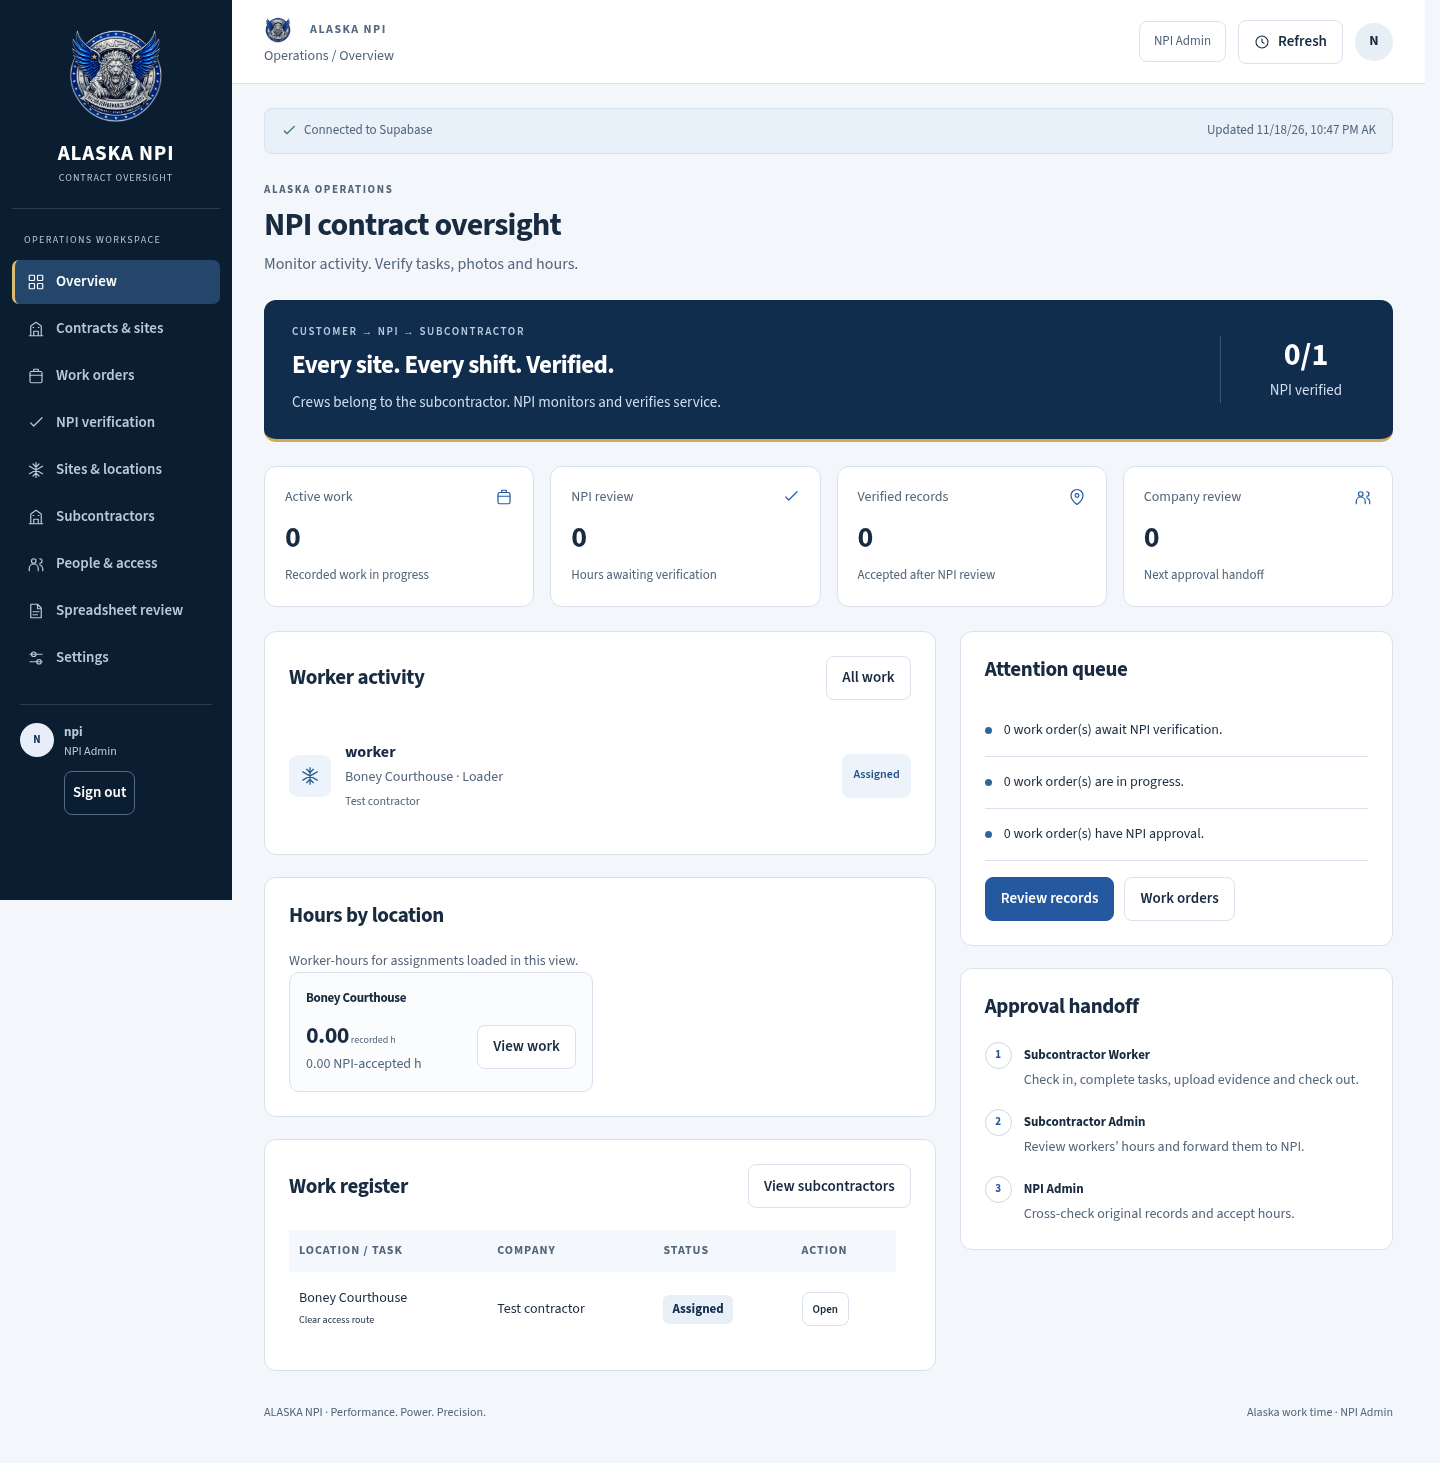 ALASKA NPI
CONTRACT OVERSIGHT
OPERATIONS WORKSPACE
Overview
Contracts & sites
Work orders
NPI verification
Sites & locations
Subcontractors
People & access
Spreadsheet review
Settings
N
npi
NPI Admin
Sign out
ALASKA NPI
Operations / Overview
NPI Admin
Refresh
N
Connected to Supabase
Updated 11/18/26, 10:47 PM AK
ALASKA OPERATIONS
NPI contract oversight
Monitor activity. Verify tasks, photos and hours.
CUSTOMER → NPI → SUBCONTRACTOR
Every site. Every shift. Verified.
Crews belong to the subcontractor. NPI monitors and verifies service.
0/1
NPI verified
Active work
0
Recorded work in progress
NPI review
0
Hours awaiting verification
Verified records
0
Accepted after NPI review
Company review
0
Next approval handoff
Worker activity
All work
worker
Boney Courthouse · Loader
Test contractor
Assigned
Hours by location
Worker-hours for assignments loaded in this view.
Boney Courthouse
0.00 recorded h
0.00 NPI-accepted h
View work
Work register
View subcontractors
LOCATION / TASK COMPANY STATUS ACTION
Boney Courthouse
Clear access route
Test contractor
Assigned
Open
Attention queue
0 work order(s) await NPI verification.
0 work order(s) are in progress.
0 work order(s) have NPI approval.
Review records
Work orders
Approval handoff
1
Subcontractor Worker
Check in, complete tasks, upload evidence and check out.
2
Subcontractor Admin
Review workers' hours and forward them to NPI.
3
NPI Admin
Cross-check original records and accept hours.
ALASKA NPI · Performance. Power. Precision.
Alaska work time · NPI Admin